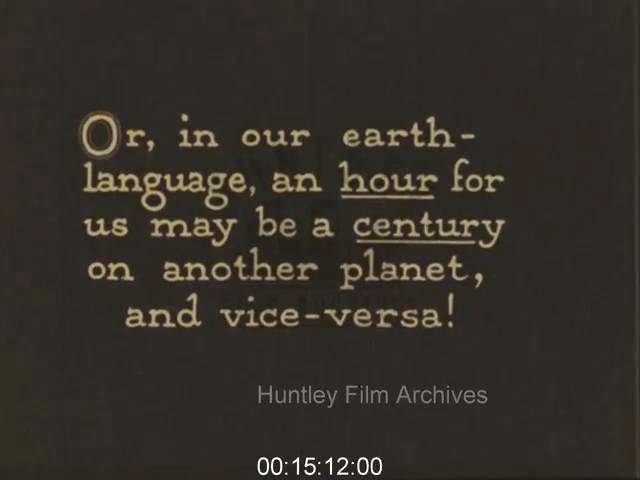 Or, in our earth-
language, an hour for
us may be a century
on another planet,
and vice-versa!
Huntley Film Archives
00:15:12:00